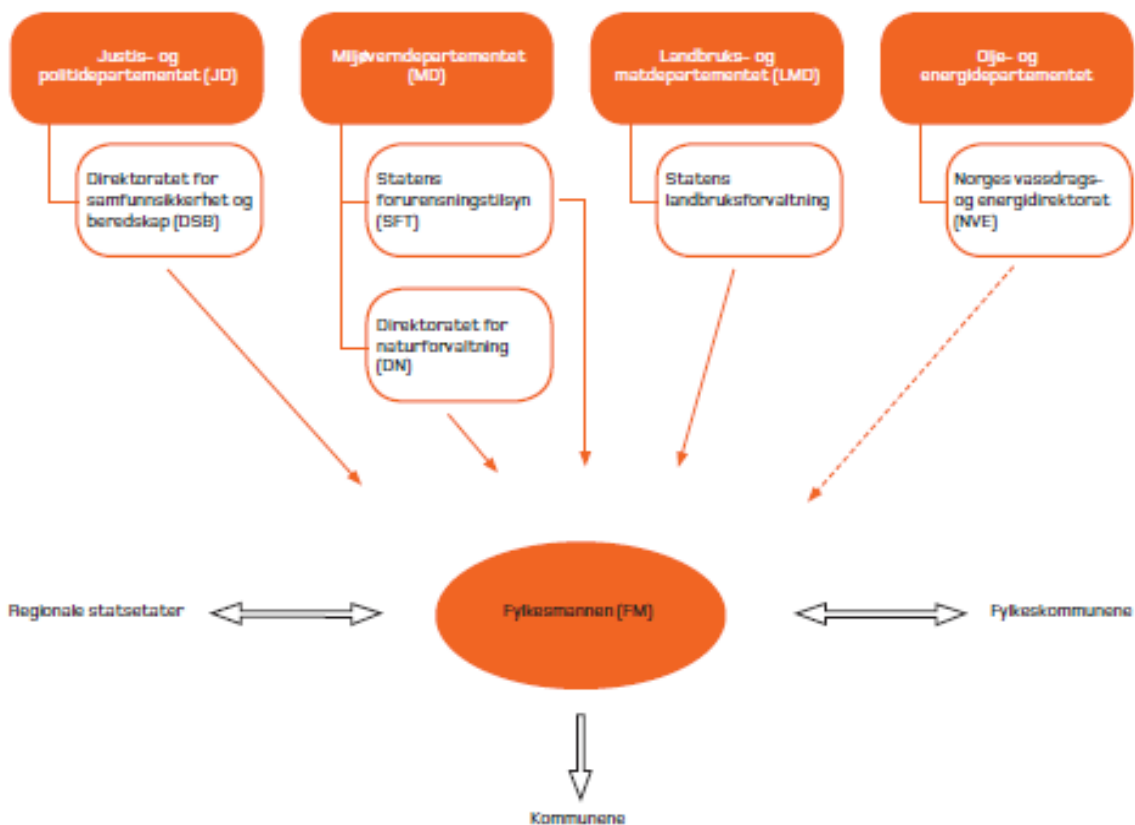 Justis- og
politidepartementet (JD)
Miljøverndepartementet
(MD)
Landbruks- og
matdepartementet (LMD)
Olje- og
energidepartementet
Direktoratet for
samfunnsikkerhet og
beredskap (DSB)
Statens
forurensningstilsyn
(SFT)
Statens
landbruksforvaltning
Norges vassdrags-
og energidirektorat
(NVE)
Direktoratet for
naturforvaltning
(DN)
Regionale statsetater
Fylkesmannen (FM)
Fylkeskommunene
Kommunene